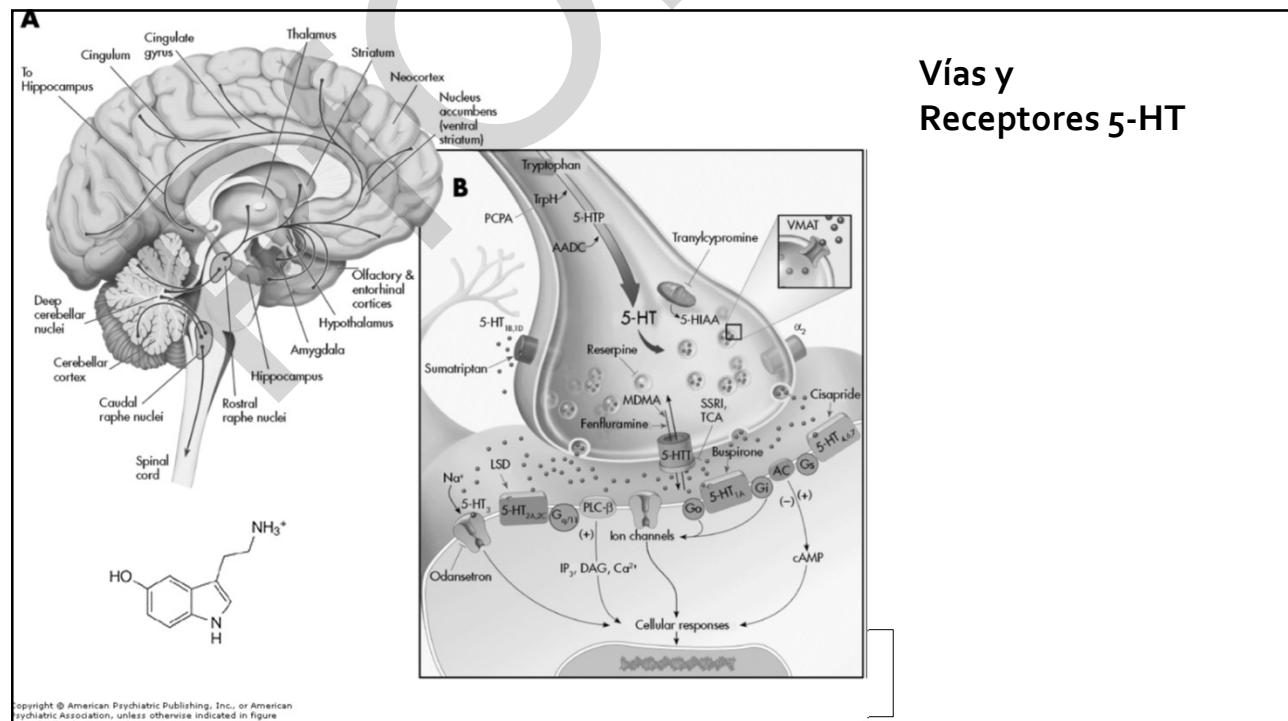 A
Cingulate
gyrus
Cingulum
To
Hippocampus
Thalamus
Striatum
Neocortex
Nucleus
accumbens
(ventral
striatum)
Deep
cerebellar
nuclei
Cerebellar
cortex
Caudal
raphe nuclei
Rostral
raphe nuclei
Hippocampus
Amygdala
Hypothalamus
Olfactory &
entorhinal
cortices
Spinal
cord
Vías y
Receptores 5-HT
B
Tryptophan
TrpH
PCPA
5-HTP
AADC
Tranylcypromine
VMAT
5-HT
5-HIAA
5-HT1B,1D
α2
Sumatriptan
Reserpine
MDMA
SSRI,
TCA
Fenfluramine
Cisapride
5-HTT
Buspirone
5-HT4,6,7
LSD
Na+
5-HT3
5-HT2A,2C
Gq/11
PLC-β
Go
5-HT1A
Gi
AC
Gs
(+)
Ion channels
(−)
(+)
Odansetron
IP3, DAG, Ca2+
cAMP
Cellular responses
NH3+
HO
N
H
Copyright © American Psychiatric Publishing, Inc., or American
Psychiatric Association, unless otherwise indicated in figure